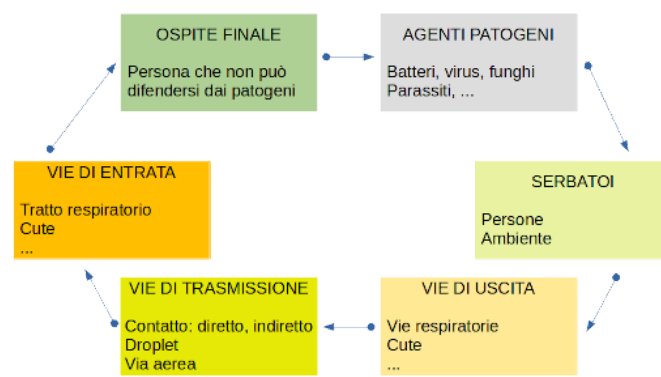 OSPITE FINALE
Persona che non può
difendersi dai patogeni
AGENTI PATOGENI
Batteri, virus, funghi
Parassiti, ...
VIE DI ENTRATA
Tratto respiratorio
Cute
...
SERBATOI
Persone
Ambiente
VIE DI TRASMISSIONE
Contatto: diretto, indiretto
Droplet
Via aerea
VIE DI USCITA
Vie respiratorie
Cute
...